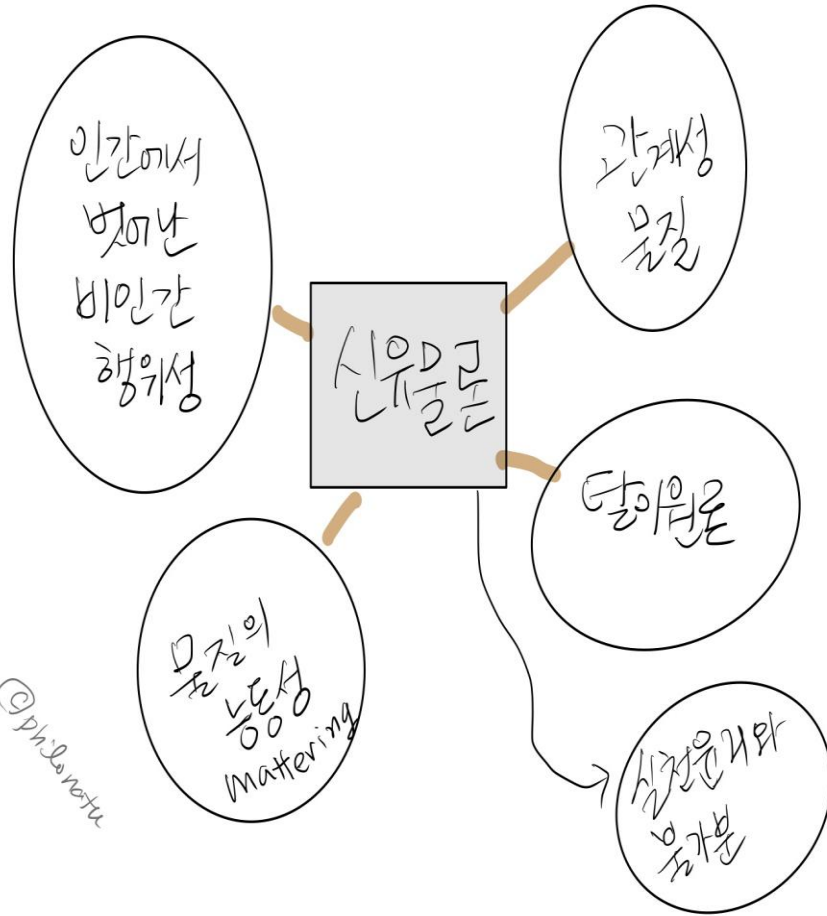 인간에서
벗어난
비인간
행위성
관계성
물질
신유물론
탈이원론
물질의
능동성
mattering
실천윤리와
불가분
©philonatu